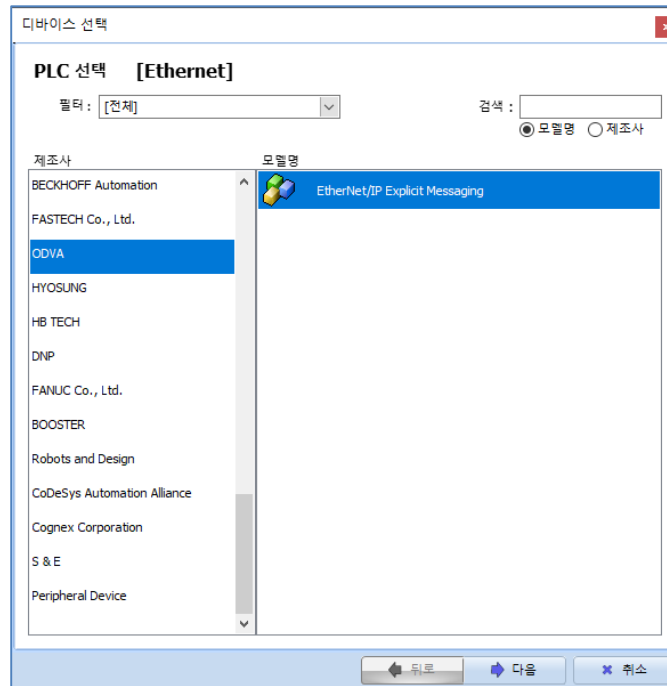 디바이스 선택
PLC 선택 [Ethernet]
필터 : [전체]
검색 :
모델명 제조사
제조사
모델명
BECKHOFF Automation
EtherNet/IP Explicit Messaging
FASTECH Co., Ltd.
ODVA
HYOSUNG
HB TECH
DNP
FANUC Co., Ltd.
BOOSTER
Robots and Design
CoDeSys Automation Alliance
Cognex Corporation
S & E
Peripheral Device
뒤로 다음 취소